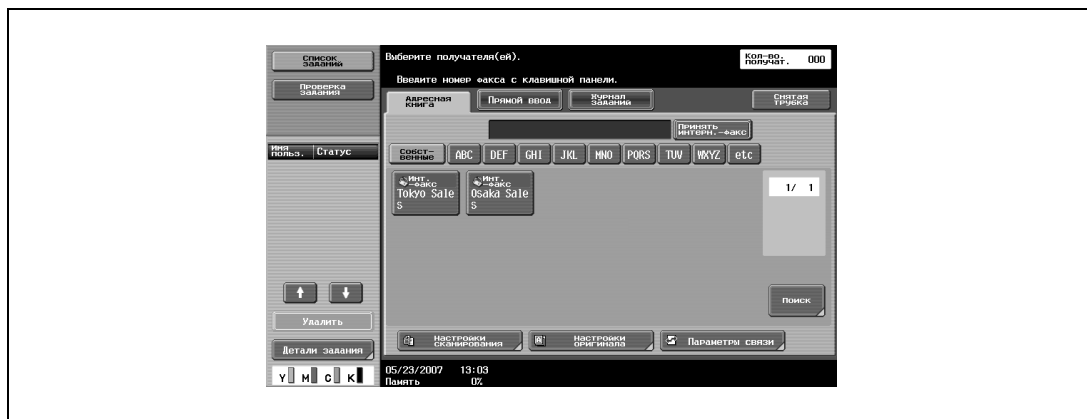 Список
заданий
Проверка
задания
Имя
польз.
Статус
Удалить
Детали задания
Y M C K
Выберите получателя(ей).
Введите номер факса с клавишной панели.
Кол-во.
получат. 000
Адресная
книга
Прямой ввод
Журнал
заданий
Снятая
трубка
Принять
интерн.-факс
Собст-
венные
ABC DEF GHI JKL MNO PQRS TUV WXYZ etc
Инт.
-факс
Tokyo Sale
s
Инт.
-факс
Osaka Sale
s
1/ 1
Поиск
Настройки
сканирования
Настройки
оригинала
Параметры связи
05/23/2007 13:03
Память 0%